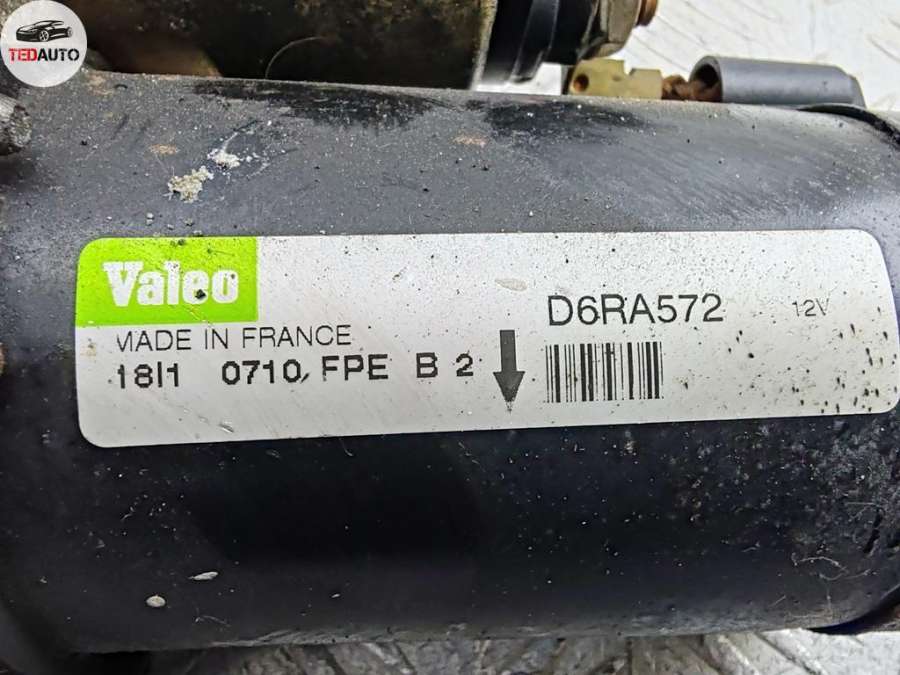 TEDAUTO
Valeo
D6RA572 12V
MADE IN FRANCE
18I1 0710 FPE B 2